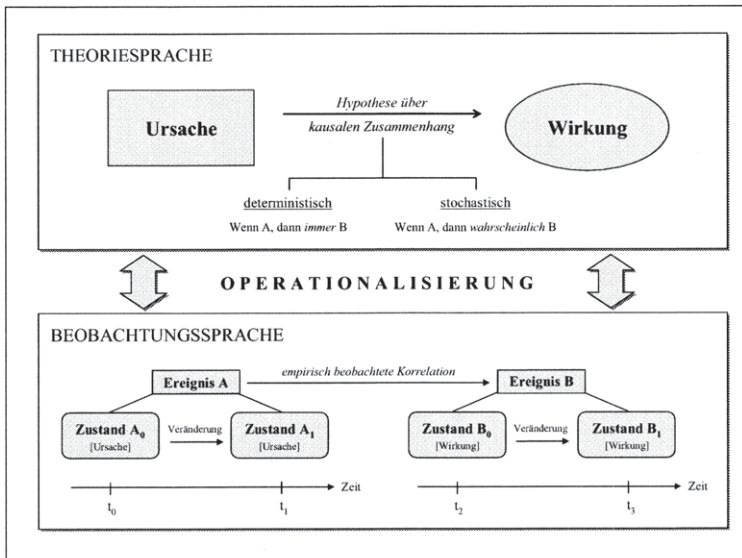 THEORIESPRACHE
Ursache
Hypothese über
kausalen Zusammenhang
Wirkung
deterministisch
stochastisch
Wenn A, dann immer B
Wenn A, dann wahrscheinlich B
OPERATIONALISIERUNG
BEOBACHTUNGSSPRACHE
Ereignis A
empirisch beobachtete Korrelation
Ereignis B
Zustand A₀
[Ursache]
Veränderung
Zustand A₁
[Ursache]
Zustand B₀
[Wirkung]
Veränderung
Zustand B₁
[Wirkung]
t₀
t₁
Zeit
t₂
t₃
Zeit